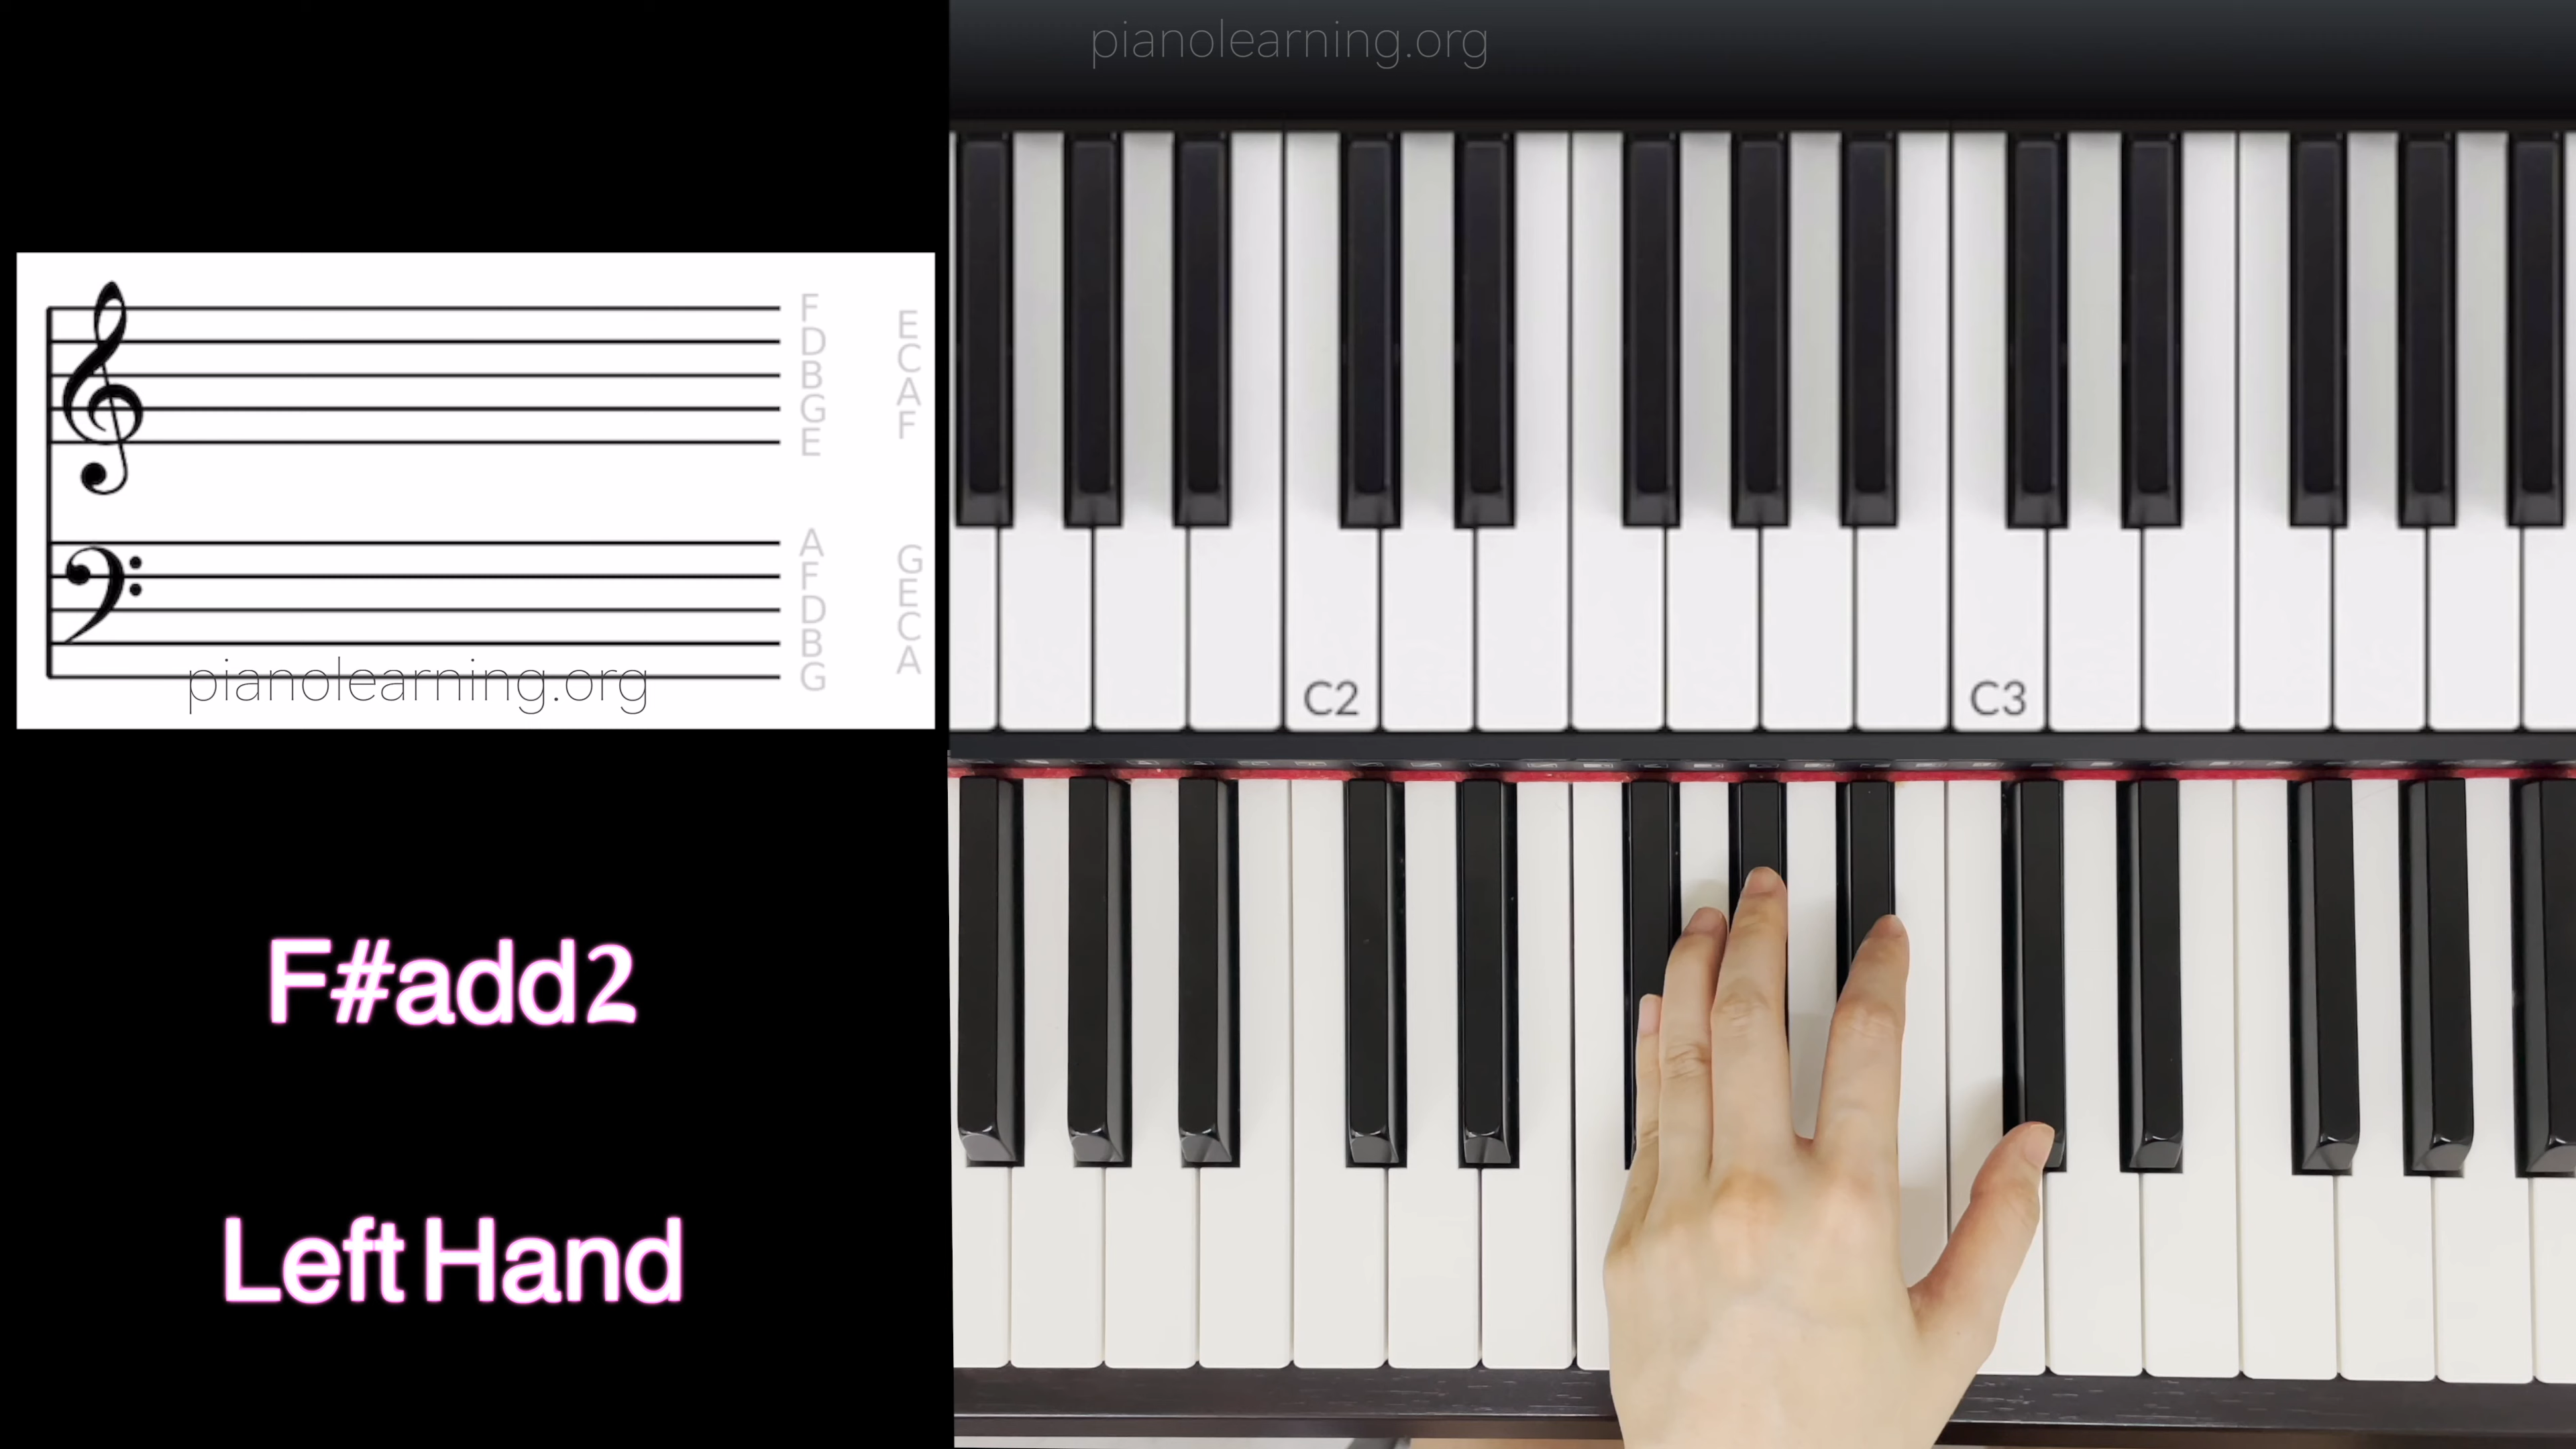 pianolearning.org
F
D
B
G
E
E
C
A
F
A
F
D
B
G
G
E
C
A
pianolearning.org
C2
C3
F#add2
Left Hand